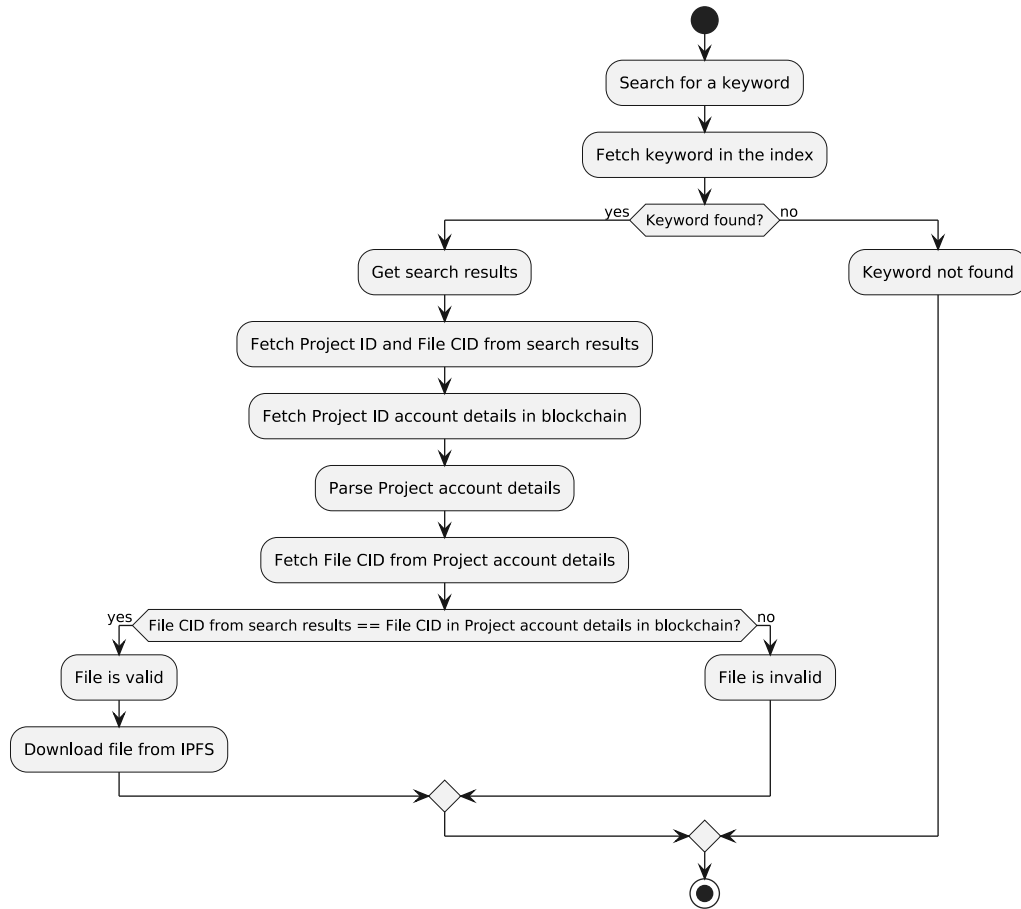 Search for a keyword
Fetch keyword in the index
yes
Keyword found?
no
Get search results
Keyword not found
Fetch Project ID and File CID from search results
Fetch Project ID account details in blockchain
Parse Project account details
Fetch File CID from Project account details
yes
File CID from search results == File CID in Project account details in blockchain?
no
File is valid
File is invalid
Download file from IPFS